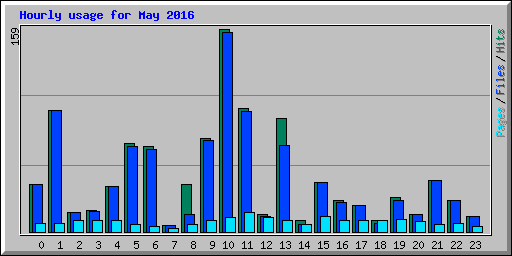 Hourly usage for May 2016
159
Pages/Files/Hits
0 1 2 3 4 5 6 7 8 9 10 11 12 13 14 15 16 17 18 19 20 21 22 23